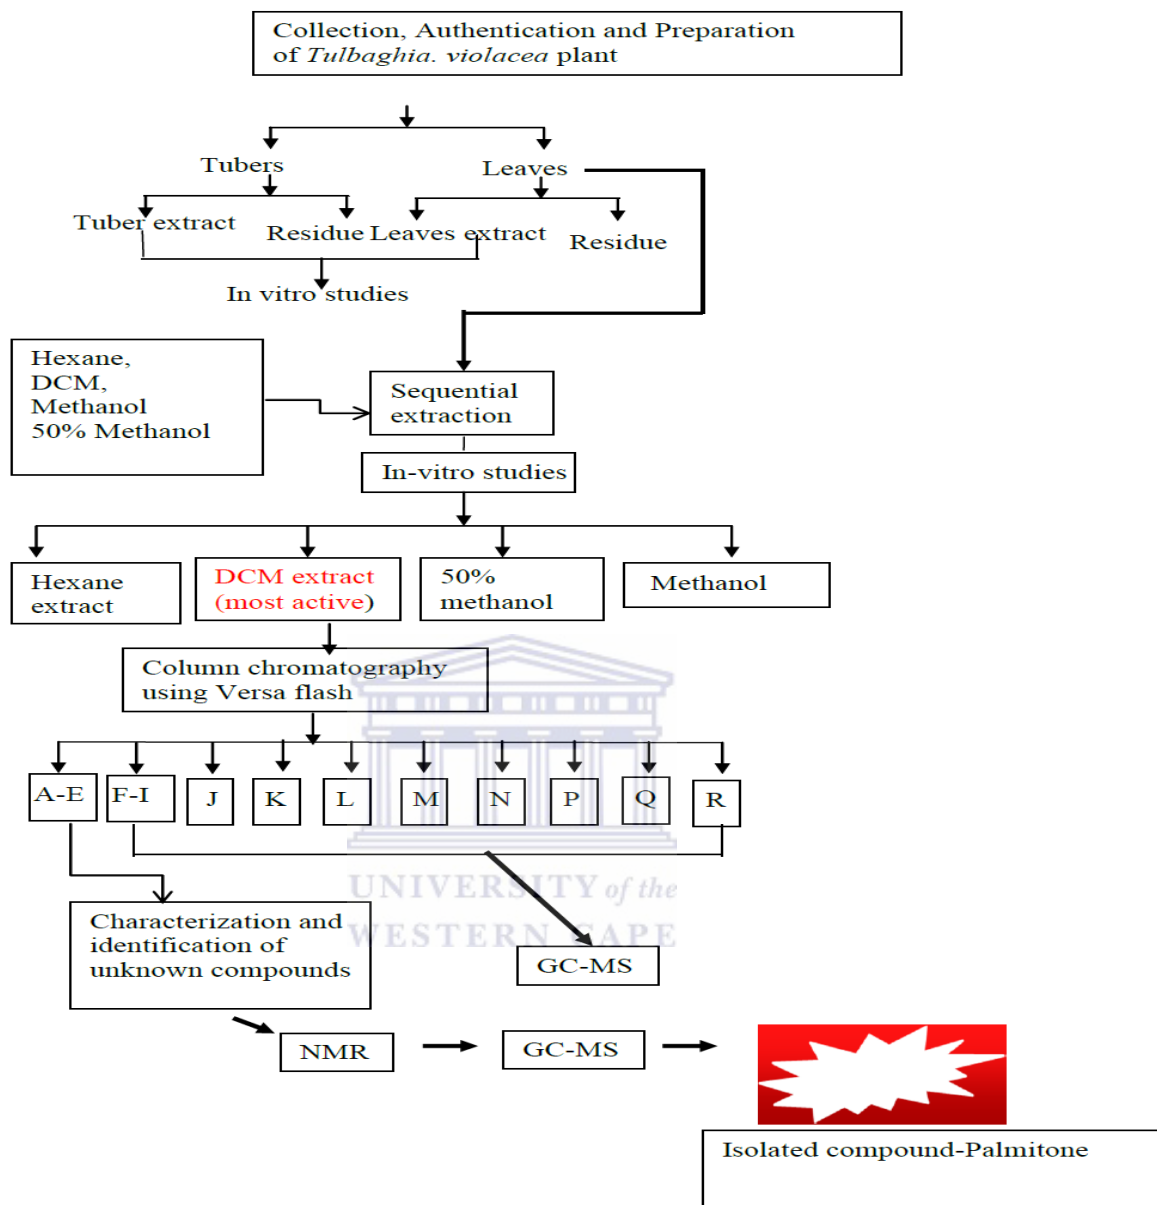 Collection, Authentication and Preparation
of Tulbaghia. violacea plant
Tubers
Leaves
Tuber extract
Residue
Leaves extract
Residue
In vitro studies
Hexane,
DCM,
Methanol
50% Methanol
Sequential
extraction
In-vitro studies
Hexane
extract
DCM extract
(most active)
50%
methanol
Methanol
Column chromatography
using Versa flash
A-E
F-I
J
K
L
M
N
P
Q
R
UNIVERSITY of the
WESTERN CAPE
Characterization and
identification of
unknown compounds
GC-MS
NMR
GC-MS
Isolated compound-Palmitone